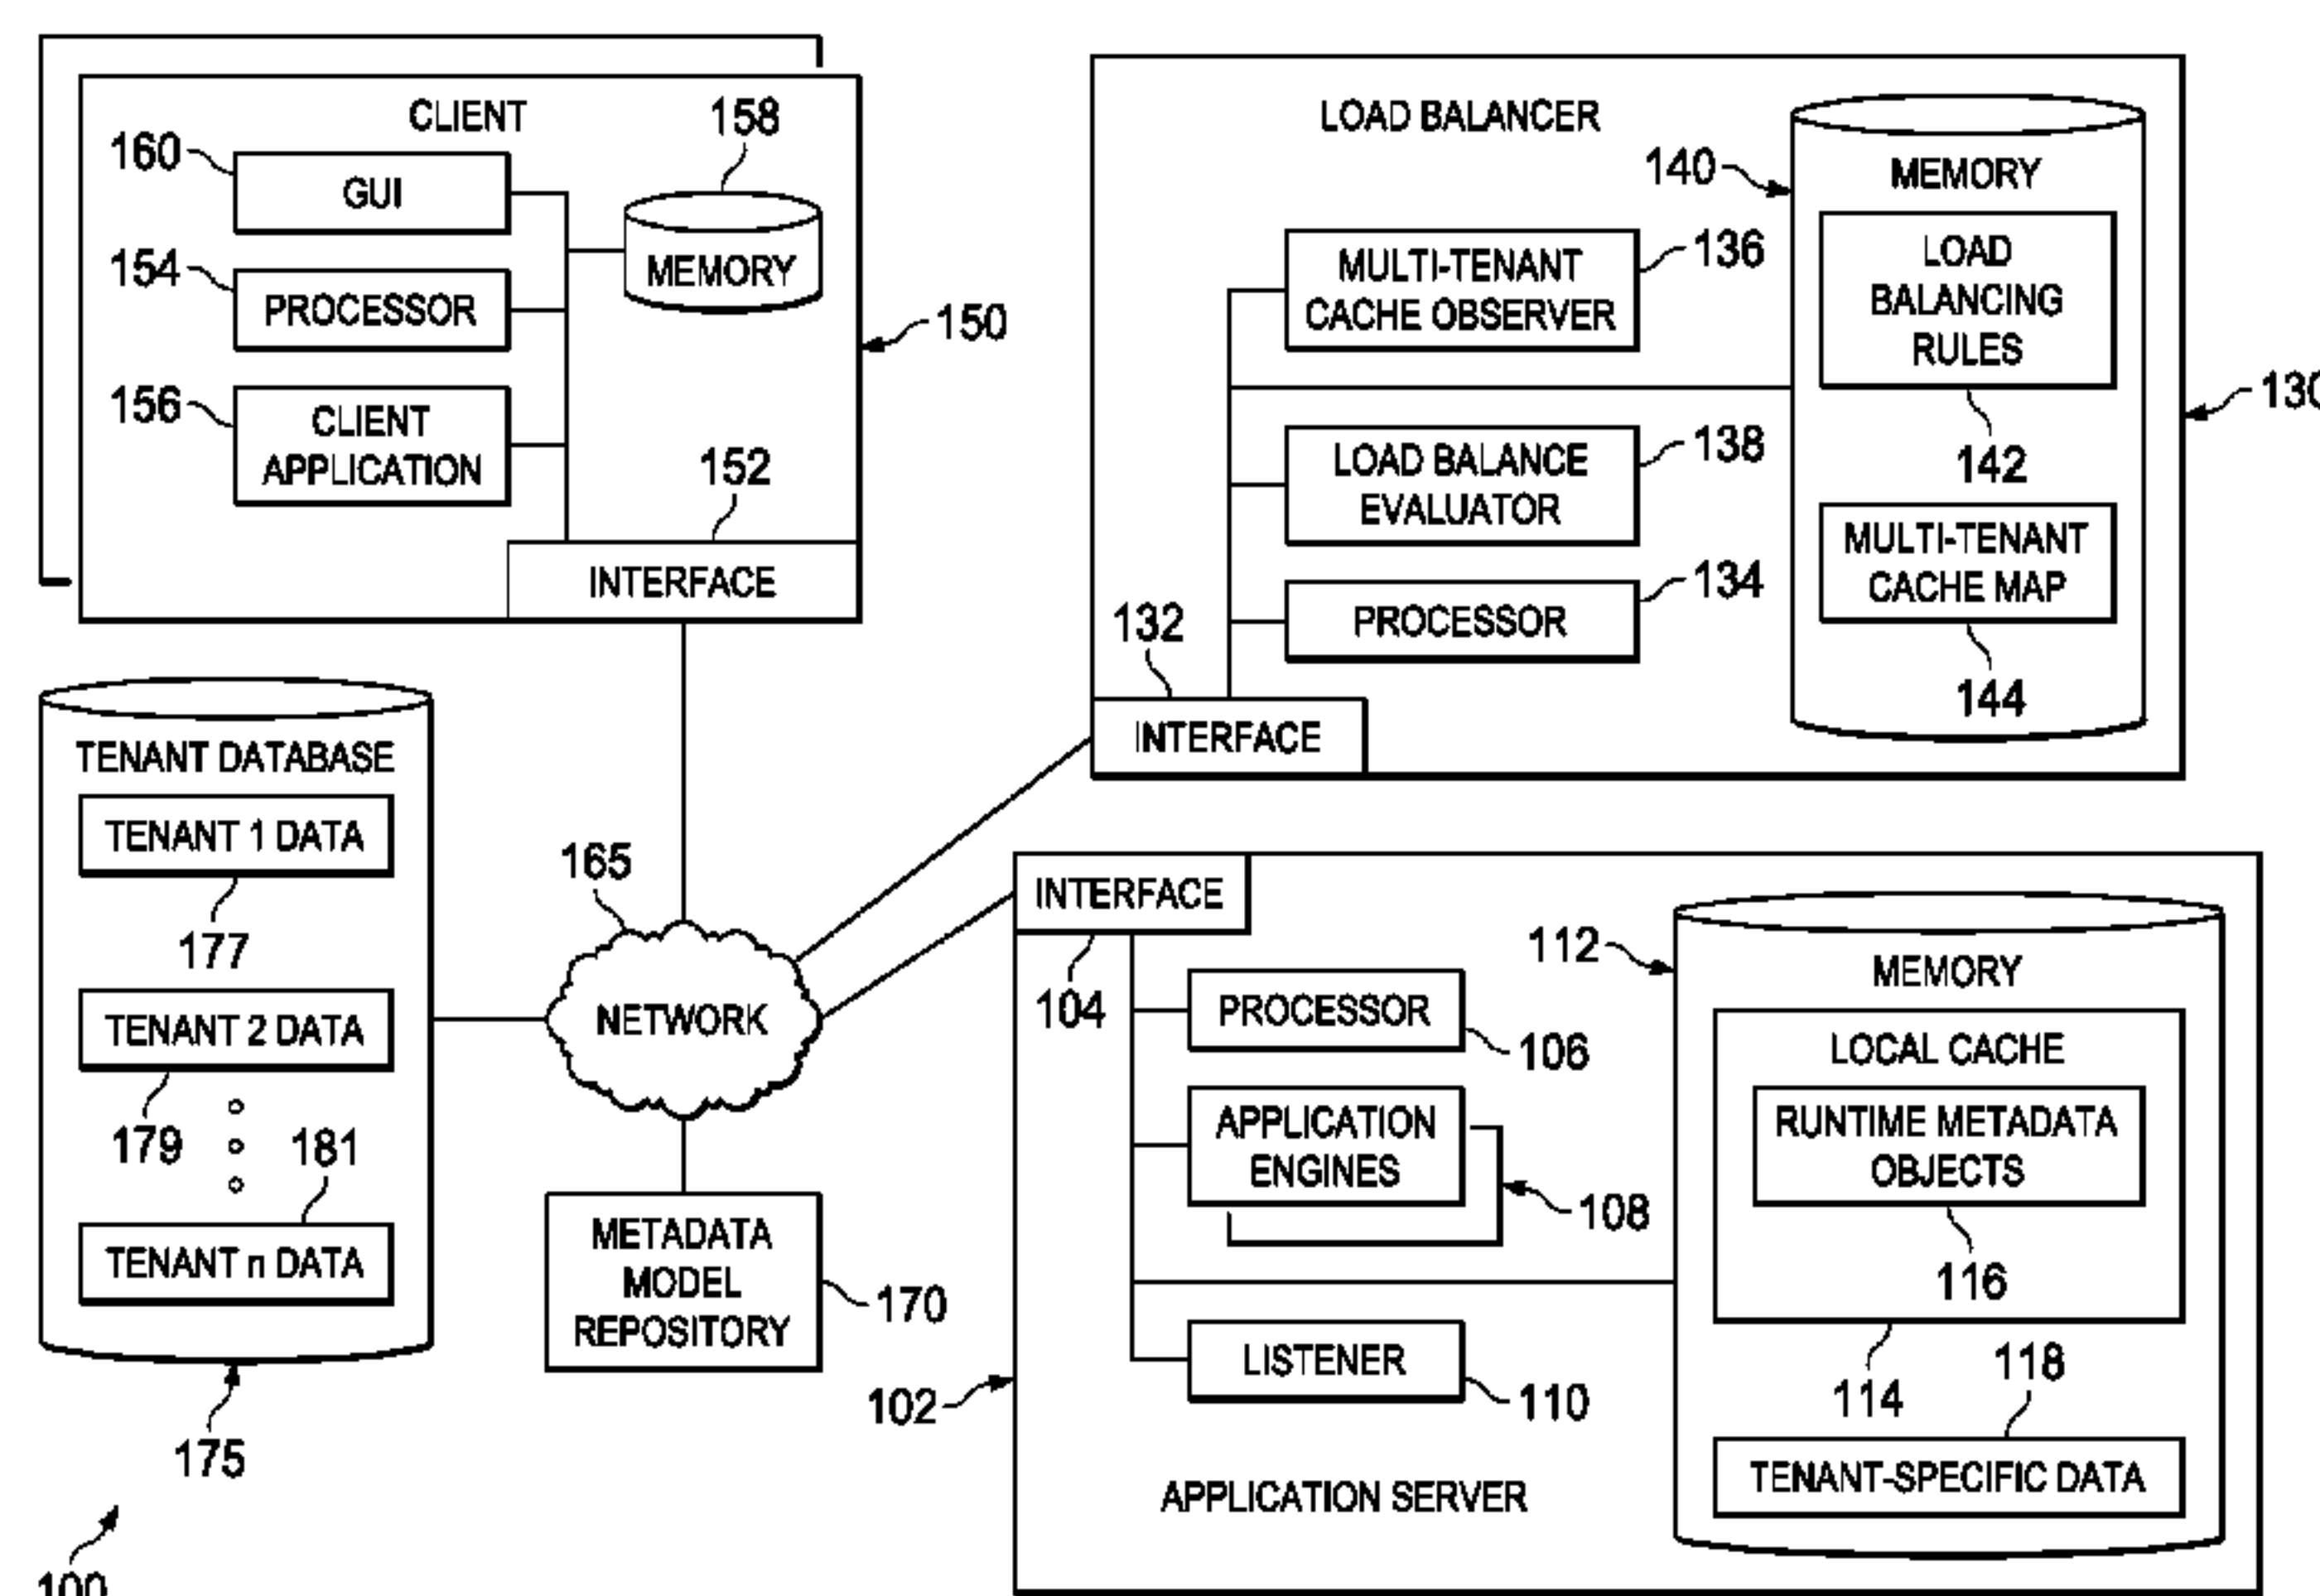 CLIENT
158
160
GUI
MEMORY
154
PROCESSOR
150
156
CLIENT
APPLICATION
152
INTERFACE
LOAD BALANCER
140
MEMORY
136
MULTI-TENANT
CACHE OBSERVER
LOAD
BALANCING
RULES
130
142
138
LOAD BALANCE
EVALUATOR
MULTI-TENANT
CACHE MAP
134
PROCESSOR
144
132
INTERFACE
TENANT DATABASE
TENANT 1 DATA
177
TENANT 2 DATA
179
181
TENANT n DATA
175
100
165
NETWORK
METADATA
MODEL
REPOSITORY
170
INTERFACE
104
PROCESSOR
106
APPLICATION
ENGINES
108
LISTENER
110
102
APPLICATION SERVER
112
MEMORY
LOCAL CACHE
RUNTIME METADATA
OBJECTS
116
114
118
TENANT-SPECIFIC DATA